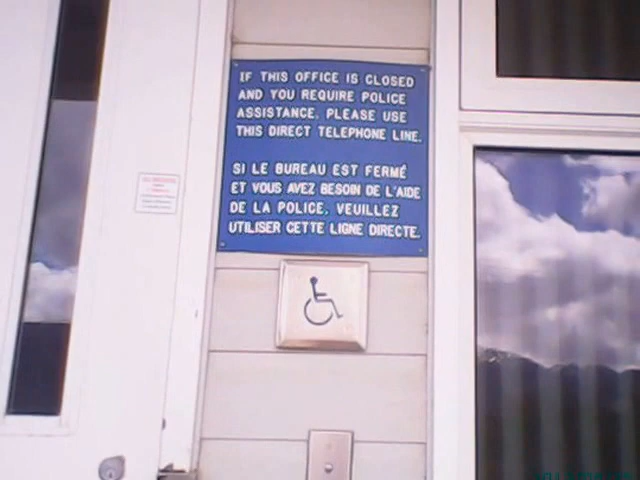 IF THIS OFFICE IS CLOSED
AND YOU REQUIRE POLICE
ASSISTANCE, PLEASE USE
THIS DIRECT TELEPHONE LINE.
SI LE BUREAU EST FERMÉ
ET VOUS AVEZ BESOIN DE L'AIDE
DE LA POLICE, VEUILLEZ
UTILISER CETTE LIGNE DIRECTE.